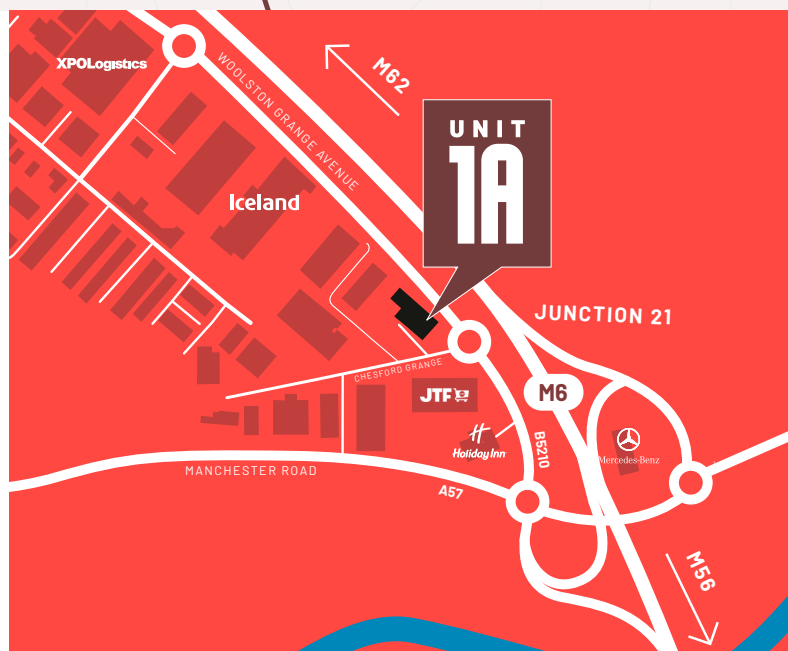 XPOLogistics
M62
WOOLSTON GRANGE AVENUE
UNIT
1A
Iceland
JUNCTION 21
CHESFORD GRANGE
JTF
M6
Holiday Inn
B5210
Mercedes-Benz
MANCHESTER ROAD
A57
M56